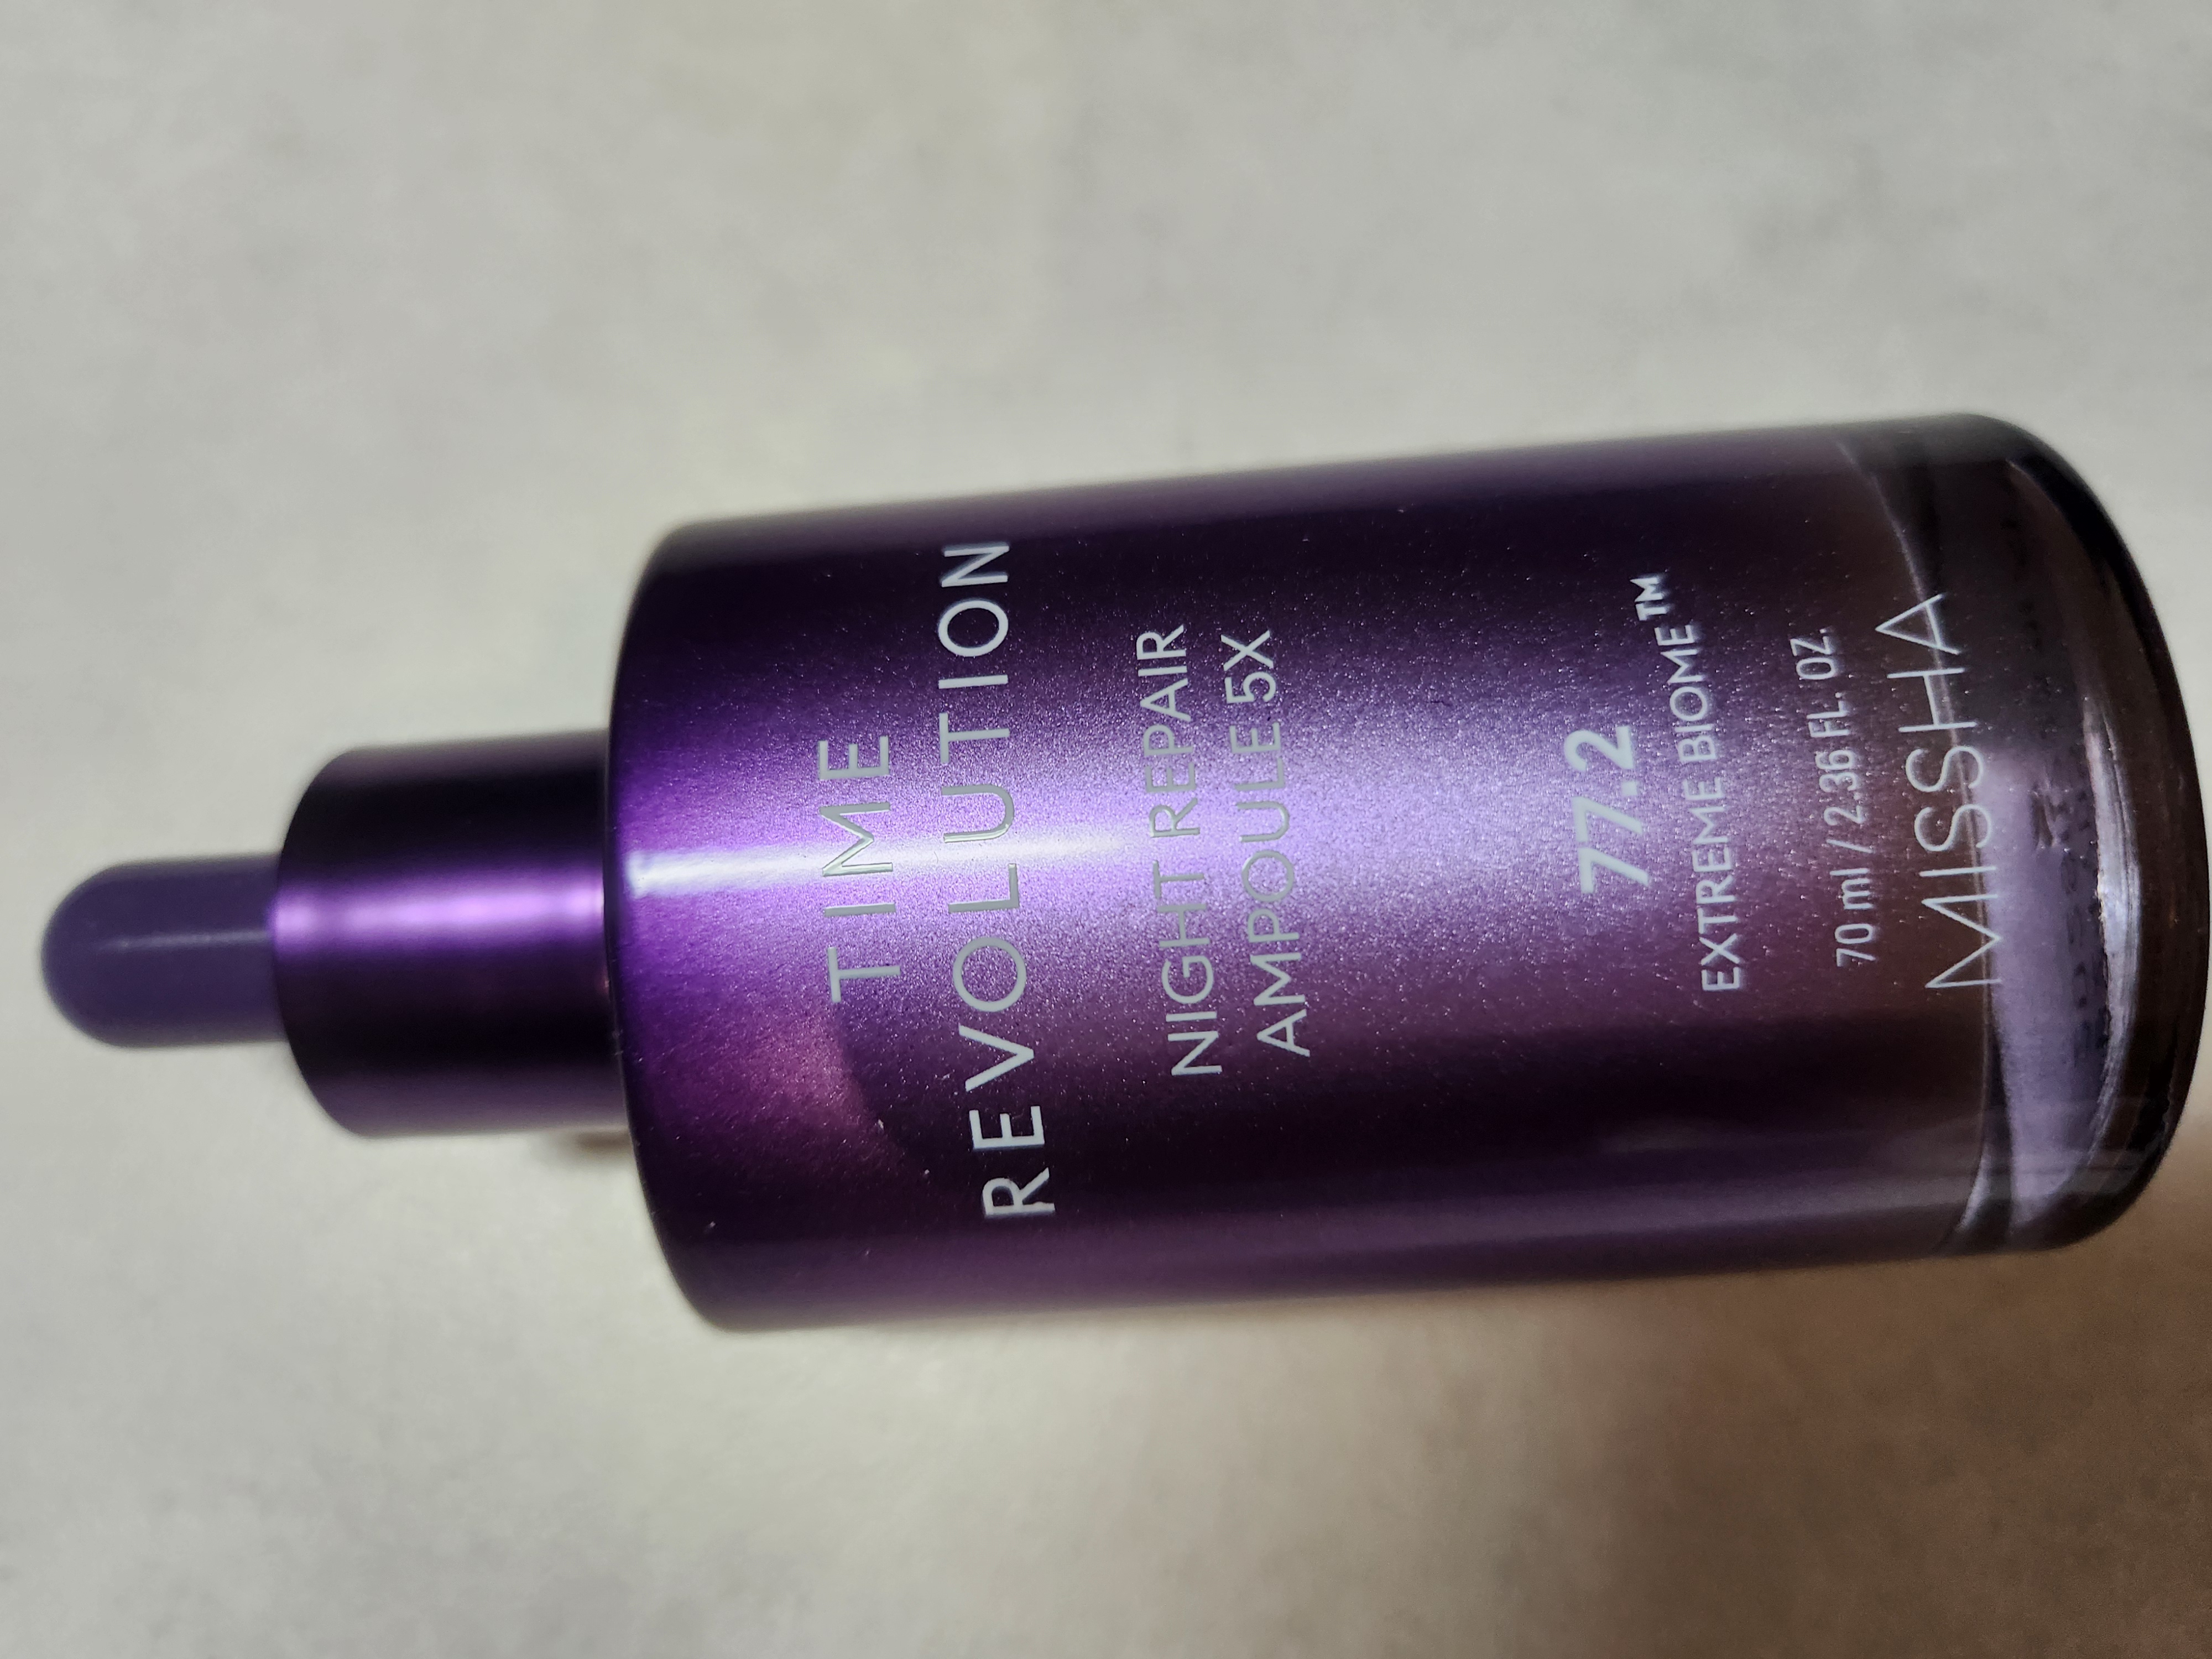 TIME
REVOLUTION
NIGHT REPAIR
AMPOULE 5X
77.2
EXTREME BIOME™
70 ml / 2.36 FL. OZ.
MISSHA